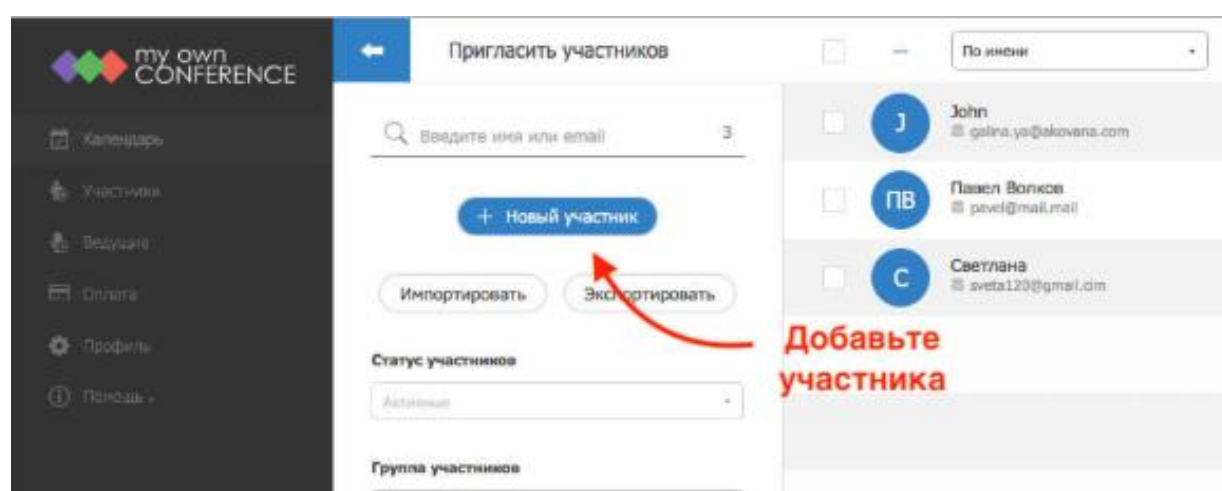 my own
CONFERENCE
Календарь
Участники
Ведущие
Оплата
Профиль
Помощь
Пригласить участников
Введите имя или email 3
+ Новый участник
Импортировать Экспортировать
Статус участников
Активные
Группа участников
По имени
J John
galina.ya@akovana.com
ПВ Павел Волков
pavel@mail.mail
С Светлана
sveta120@gmail.cim
Добавьте
участника